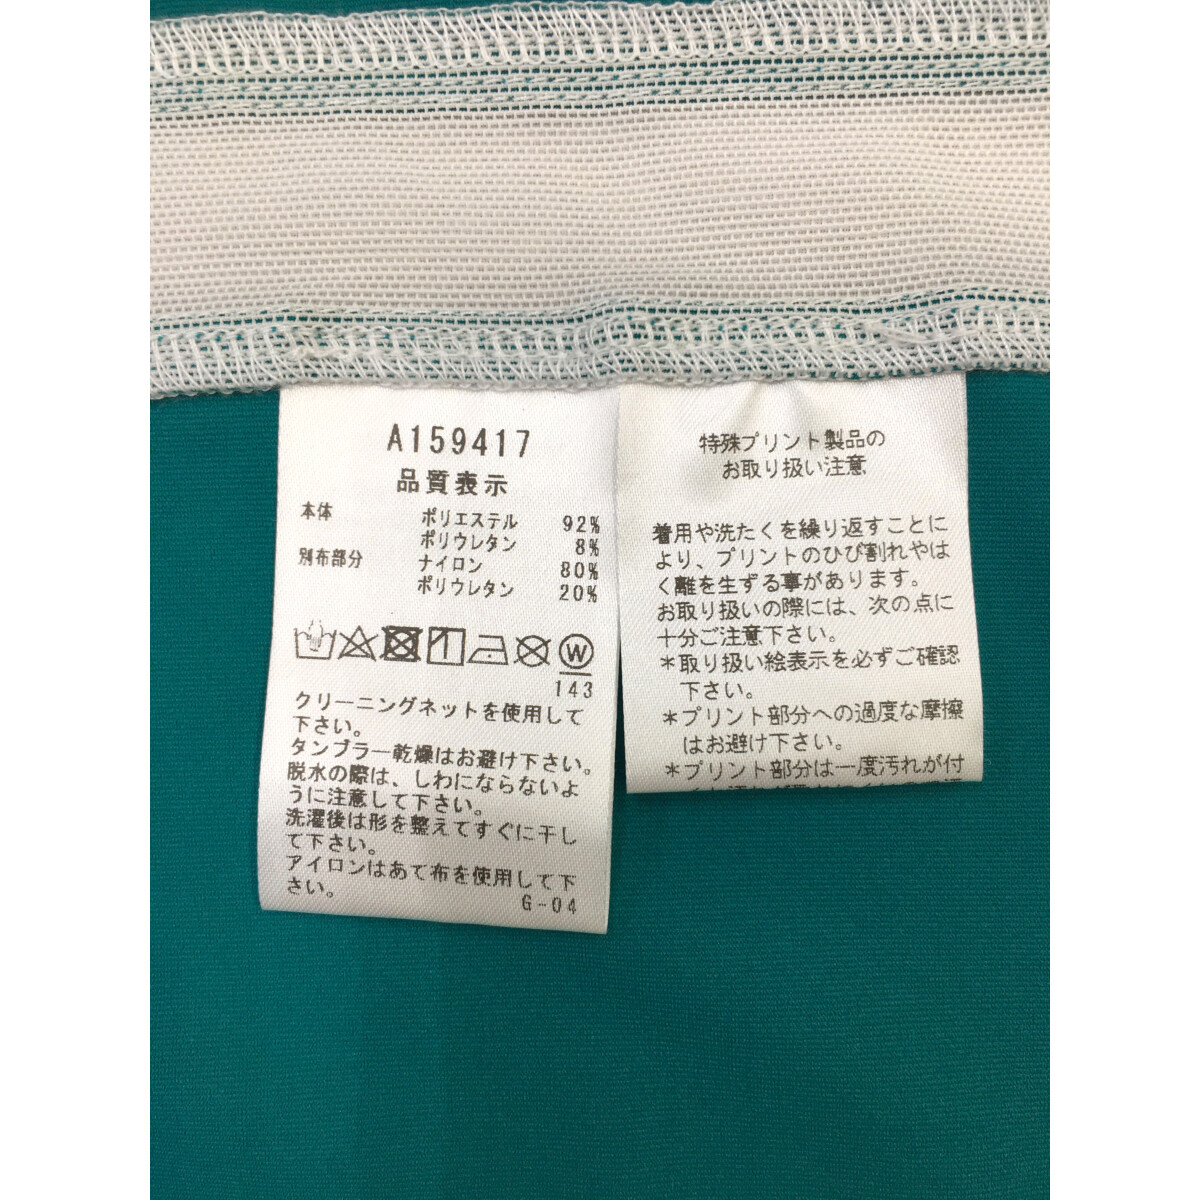 A159417
品質表示
本体 ポリエステル 92%
ポリウレタン 8%
別布部分 ナイロン 80%
ポリウレタン 20%
W
143
クリーニングネットを使用して
下さい。
タンブラー乾燥はお避け下さい。
脱水の際は、しわにならないよ
うに注意して下さい。
洗濯後は形を整えてすぐに干し
て下さい。
アイロンはあて布を使用して下
さい。
G-04
特殊プリント製品の
お取り扱い注意
着用や洗たくを繰り返すことに
より、プリントのひび割れやは
く離を生ずる事があります。
お取り扱いの際には、次の点に
十分ご注意下さい。
*取り扱い絵表示を必ずご確認
下さい。
*プリント部分への過度な摩擦
はお避け下さい。
*プリント部分は一度汚れが付